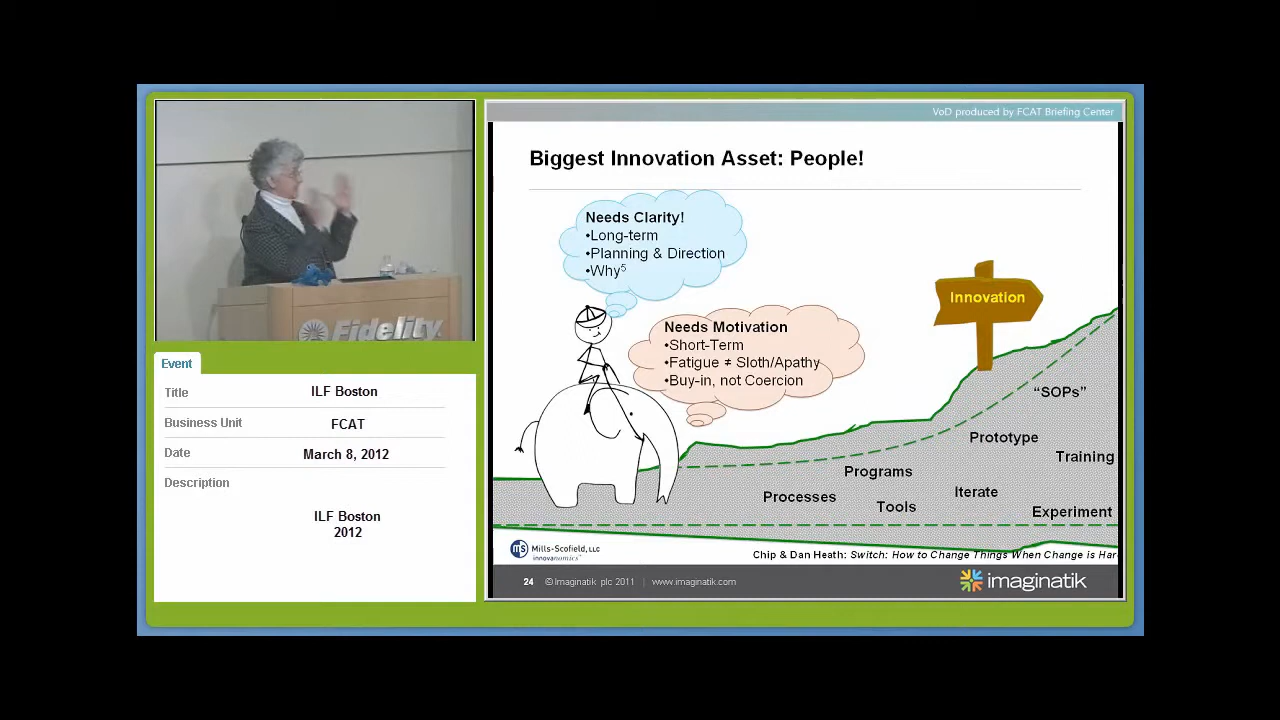 VoD produced by FCAT Briefing Center
Biggest Innovation Asset: People!
Needs Clarity!
•Long-term
•Planning & Direction
•Why⁵
Innovation
Needs Motivation
•Short-Term
•Fatigue ≠ Sloth/Apathy
•Buy-in, not Coercion
Fidelity
"SOPs"
Prototype
Training
Programs
Processes
Iterate
Tools
Experiment
MS Mills-Scofield, LLC
innovanomics™
Chip & Dan Heath: Switch: How to Change Things When Change is Har
24 © Imaginatik plc 2011 | www.imaginatik.com
imaginatik
Event
Title ILF Boston
Business Unit FCAT
Date March 8, 2012
Description
ILF Boston
2012